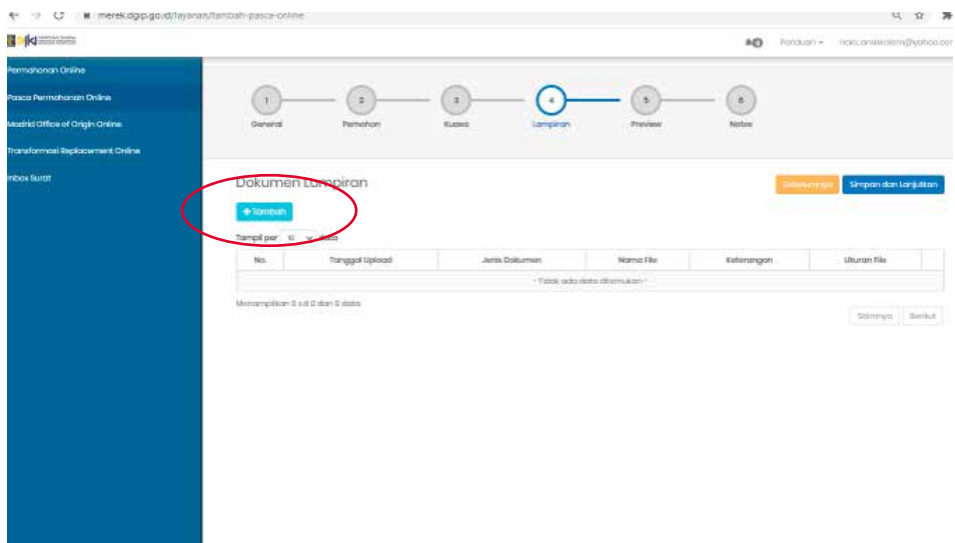 merek.dgip.go.id/layanan/tambah-pasca-online
Panduan
Permohonan Online
Pasca Permohonan Online
Madrid Office of Origin Online
Transformasi Replacement Online
Inbox Surat
1 2 3 4 5 6
General Pemohon Kuasa Lampiran Preview Notes
Dokumen Lampiran
Sebelumnya Simpan dan Lanjutkan
+ Tambah
Tampil per 10 data
No. Tanggal Upload Jenis Dokumen Nama File Keterangan Ukuran File
- Tidak ada data ditemukan -
Menampilkan 0 s.d 0 dari 0 data
Berikut